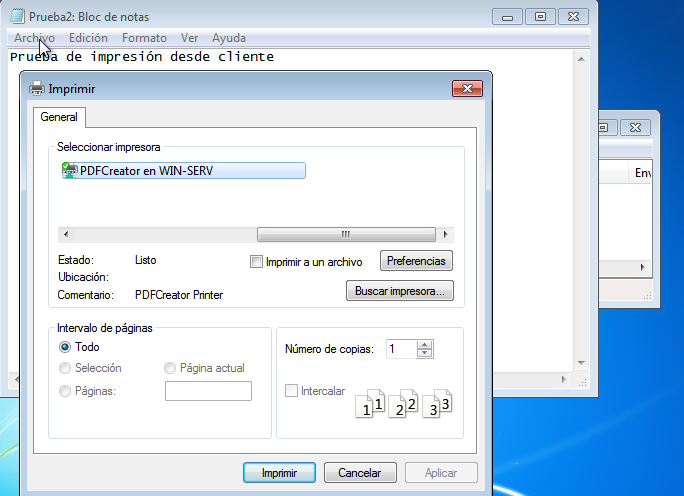 Prueba2: Bloc de notas
Archivo Edición Formato Ver Ayuda
Prueba de impresión desde cliente
Imprimir
General
Seleccionar impresora
PDFCreator en WIN-SERV
Estado: Listo
Imprimir a un archivo
Preferencias
Ubicación:
Comentario: PDFCreator Printer
Buscar impresora...
Intervalo de páginas
Todo
Selección Página actual
Páginas:
Número de copias: 1
Intercalar
1 1 2 2 3 3
Imprimir Cancelar Aplicar
Env